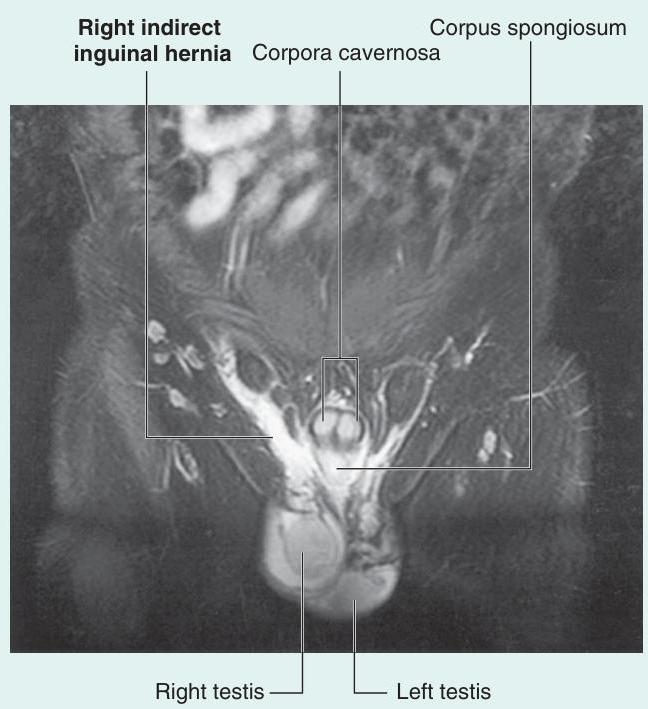 Right indirect
inguinal hernia
Corpora cavernosa
Corpus spongiosum
Right testis
Left testis